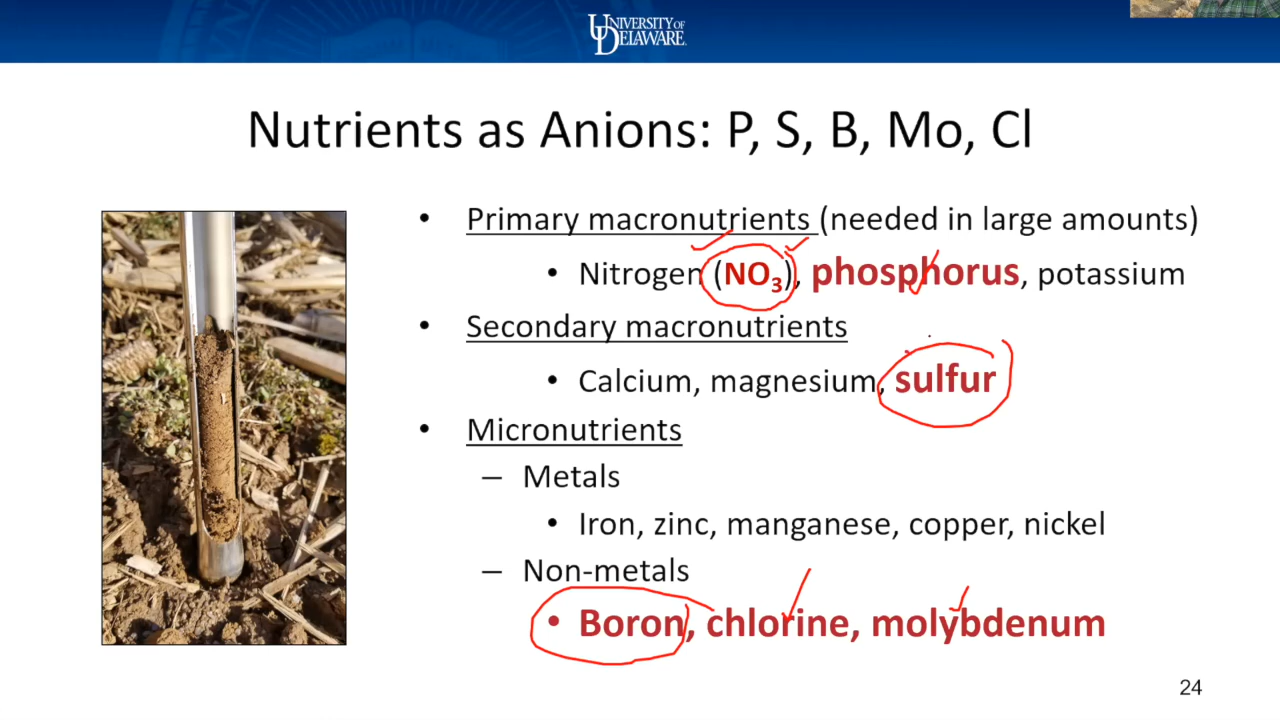 UNIVERSITY OF
DELAWARE
Nutrients as Anions: P, S, B, Mo, Cl
• Primary macronutrients (needed in large amounts)
• Nitrogen (NO₃), phosphorus, potassium
• Secondary macronutrients
• Calcium, magnesium, sulfur
• Micronutrients
– Metals
• Iron, zinc, manganese, copper, nickel
– Non-metals
• Boron, chlorine, molybdenum
24